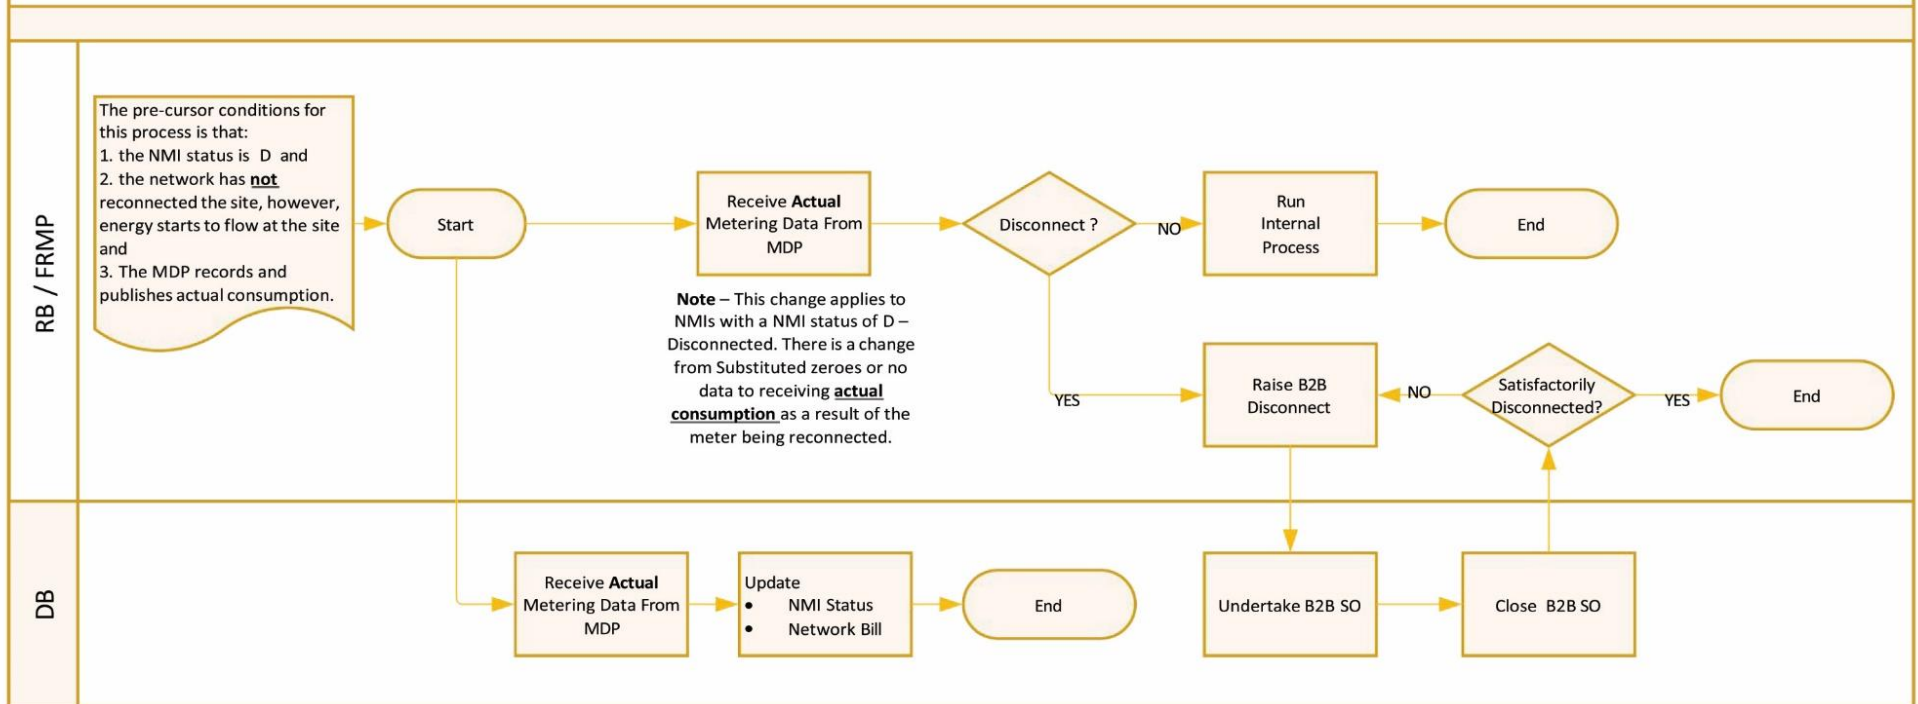 RB / FRMP
The pre-cursor conditions for
this process is that:
1. the NMI status is D and
2. the network has not
reconnected the site, however,
energy starts to flow at the site
and
3. The MDP records and
publishes actual consumption.
Start
Receive Actual
Metering Data From
MDP
Disconnect ?
NO
Run
Internal
Process
End
Note – This change applies to
NMIs with a NMI status of D –
Disconnected. There is a change
from Substituted zeroes or no
data to receiving actual
consumption as a result of the
meter being reconnected.
YES
Raise B2B
Disconnect
NO
Satisfactorily
Disconnected?
YES
End
DB
Receive Actual
Metering Data From
MDP
Update
• NMI Status
• Network Bill
End
Undertake B2B SO
Close B2B SO